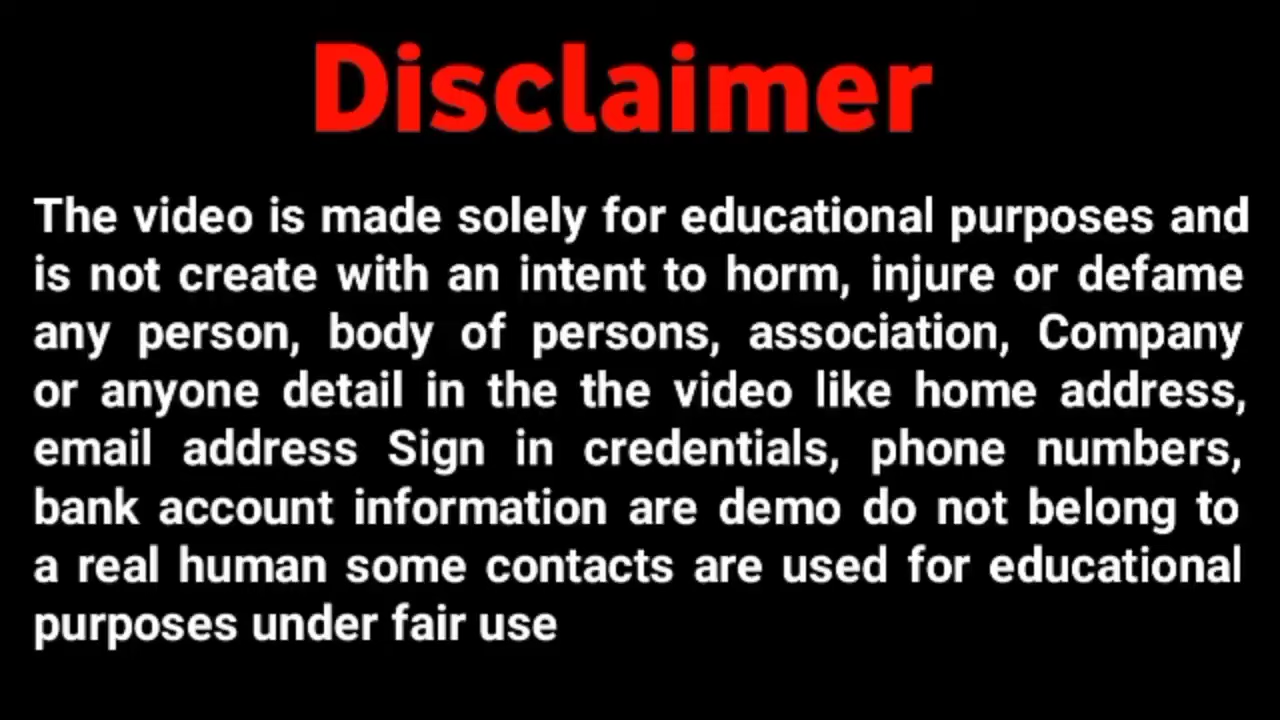 Disclaimer
The video is made solely for educational purposes and
is not create with an intent to horm, injure or defame
any person, body of persons, association, Company
or anyone detail in the the video like home address,
email address Sign in credentials, phone numbers,
bank account information are demo do not belong to
a real human some contacts are used for educational
purposes under fair use